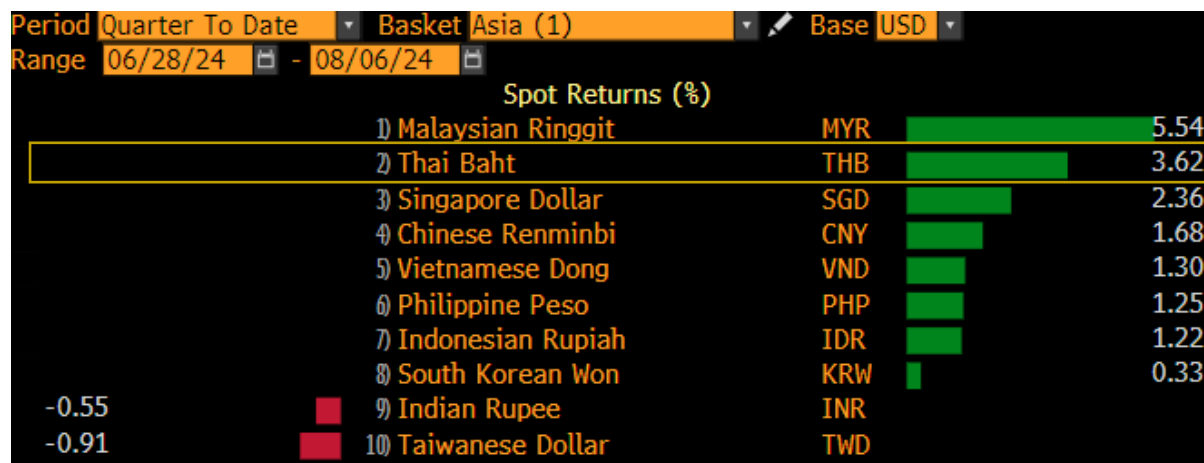 Period Quarter To Date Basket Asia (1) Base USD
Range 06/28/24 - 08/06/24
Spot Returns (%)
1) Malaysian Ringgit MYR 5.54
2) Thai Baht THB 3.62
3) Singapore Dollar SGD 2.36
4) Chinese Renminbi CNY 1.68
5) Vietnamese Dong VND 1.30
6) Philippine Peso PHP 1.25
7) Indonesian Rupiah IDR 1.22
8) South Korean Won KRW 0.33
-0.55 9) Indian Rupee INR
-0.91 10) Taiwanese Dollar TWD